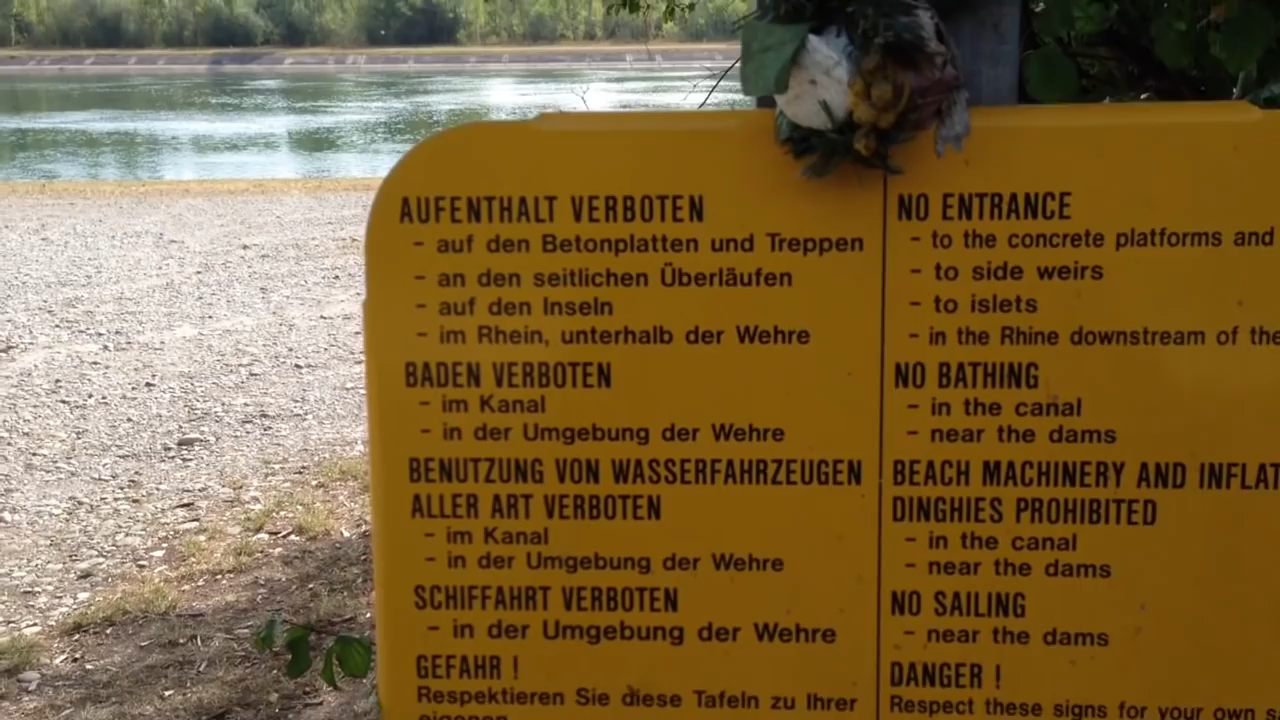 AUFENTHALT VERBOTEN
- auf den Betonplatten und Treppen
- an den seitlichen Überläufen
- auf den Inseln
- im Rhein, unterhalb der Wehre
BADEN VERBOTEN
- im Kanal
- in der Umgebung der Wehre
BENUTZUNG VON WASSERFAHRZEUGEN
ALLER ART VERBOTEN
- im Kanal
- in der Umgebung der Wehre
SCHIFFAHRT VERBOTEN
- in der Umgebung der Wehre
GEFAHR !
Respektieren Sie diese Tafeln zu Ihrer
eigenen
NO ENTRANCE
- to the concrete platforms and
- to side weirs
- to islets
- in the Rhine downstream of the
NO BATHING
- in the canal
- near the dams
BEACH MACHINERY AND INFLAT
DINGHIES PROHIBITED
- in the canal
- near the dams
NO SAILING
- near the dams
DANGER !
Respect these signs for your own s